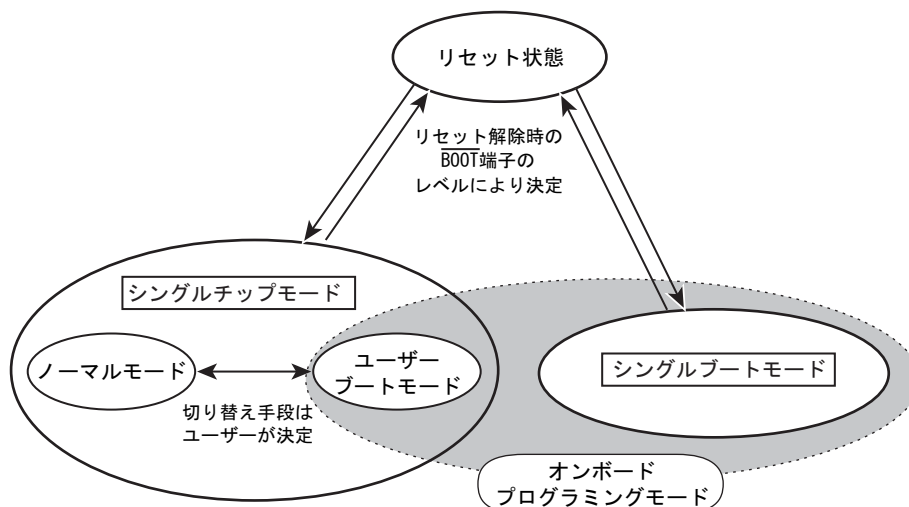 リセット状態
リセット解除時の
BOOT端子の
レベルにより決定
シングルチップモード
ノーマルモード
ユーザー
ブートモード
シングルブートモード
切り替え手段は
ユーザーが決定
オンボード
プログラミングモード